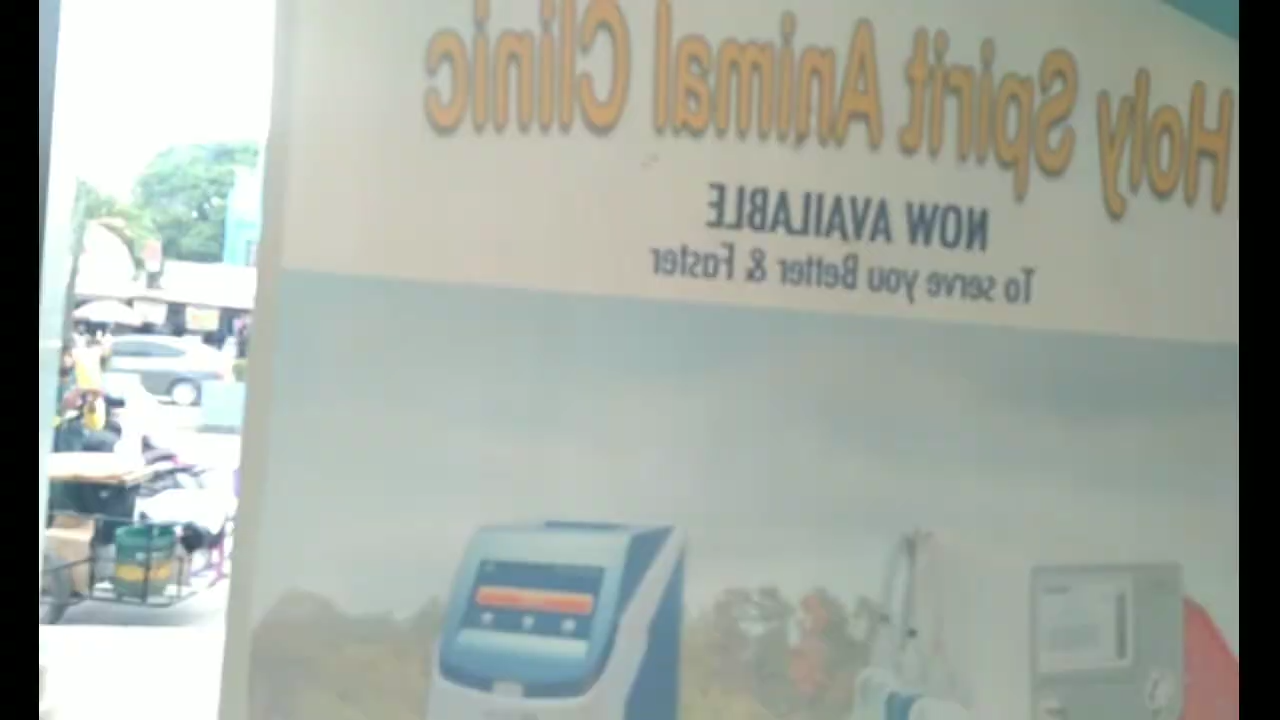 Holy Spirit Animal Clinic
NOW AVAILABLE
To serve you Better & Faster